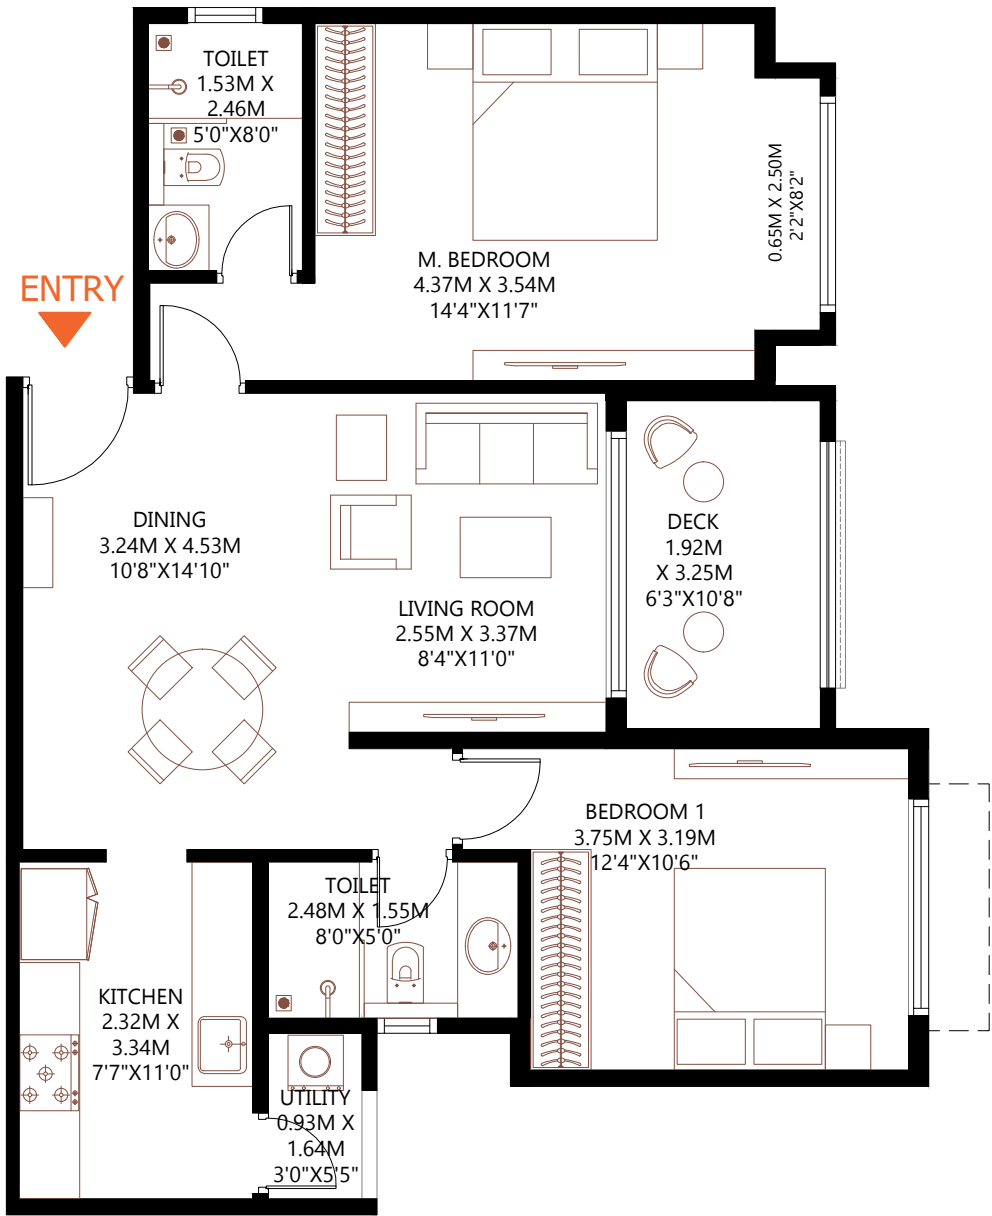 TOILET
1.53M X
2.46M
5'0"X8'0"
0.65M X 2.50M
2'2"X8'2"
M. BEDROOM
4.37M X 3.54M
14'4"X11'7"
ENTRY
DINING
3.24M X 4.53M
10'8"X14'10"
DECK
1.92M
X 3.25M
6'3"X10'8"
LIVING ROOM
2.55M X 3.37M
8'4"X11'0"
BEDROOM 1
3.75M X 3.19M
12'4"X10'6"
TOILET
2.48M X 1.55M
8'0"X5'0"
KITCHEN
2.32M X
3.34M
7'7"X11'0"
UTILITY
0.93M X
1.64M
3'0"X5'5"